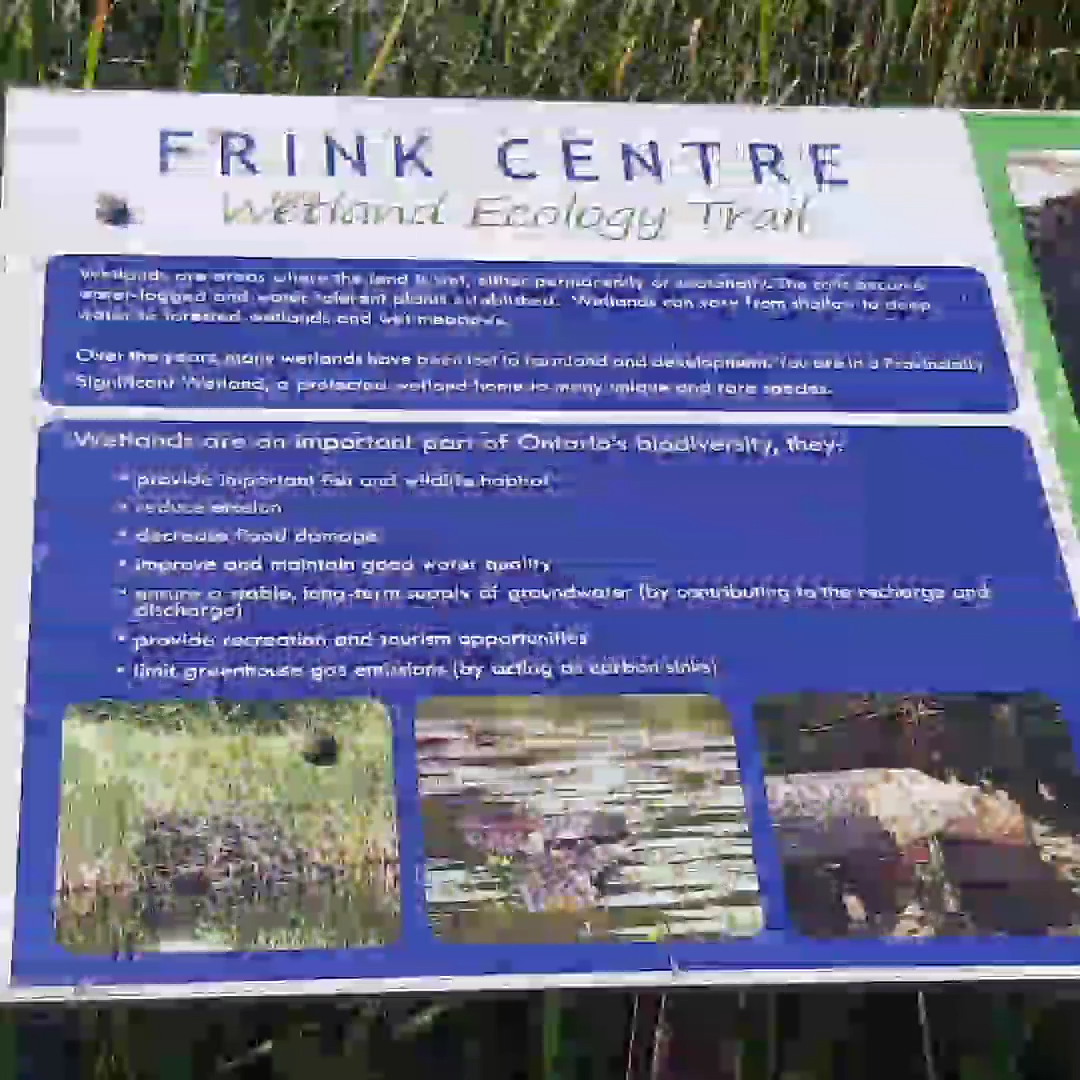 FRINK CENTRE
Wetland Ecology Trail
Wetlands are areas where the land is wet, either permanently or seasonally. The soils become
water-logged and water tolerant plants established. Wetlands can vary from shallow to deep
water to forested wetlands and wet meadows.
Over the years, many wetlands have been lost to farmland and development. You are in a Provincially
Significant Wetland, a protected wetland home to many unique and rare species.
Wetlands are an important part of Ontario's biodiversity, they:
• provide important fish and wildlife habitat
• reduce erosion
• decrease flood damage
• improve and maintain good water quality
• ensure a stable, long-term supply of groundwater (by contributing to the recharge and
discharge)
• provide recreation and tourism opportunities
• limit greenhouse gas emissions (by acting as carbon sinks)